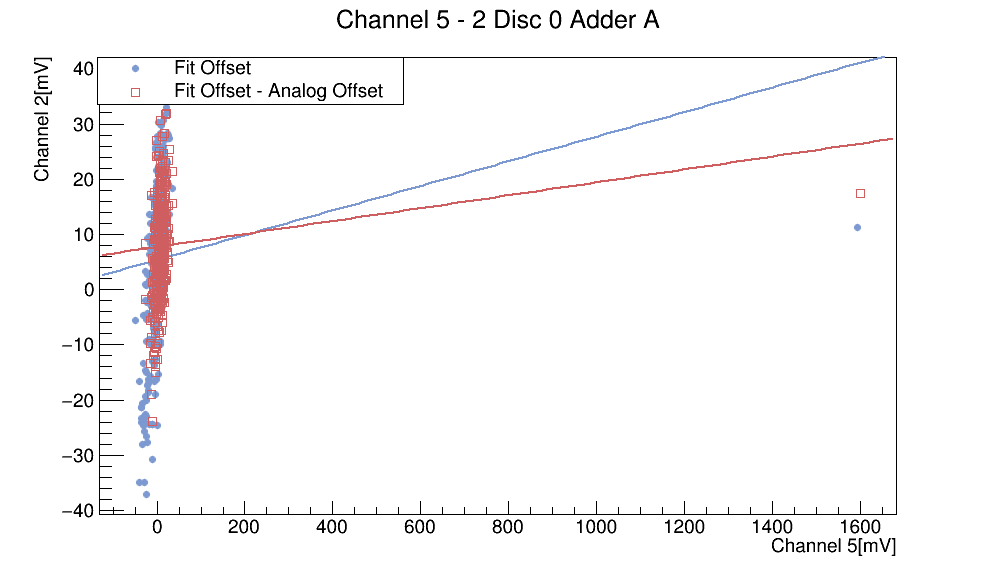 Channel 5 - 2 Disc 0 Adder A
Channel 2[mV]
Fit Offset
Fit Offset - Analog Offset
40
30
20
10
0
−10
−20
−30
−40
0 200 400 600 800 1000 1200 1400 1600
Channel 5[mV]